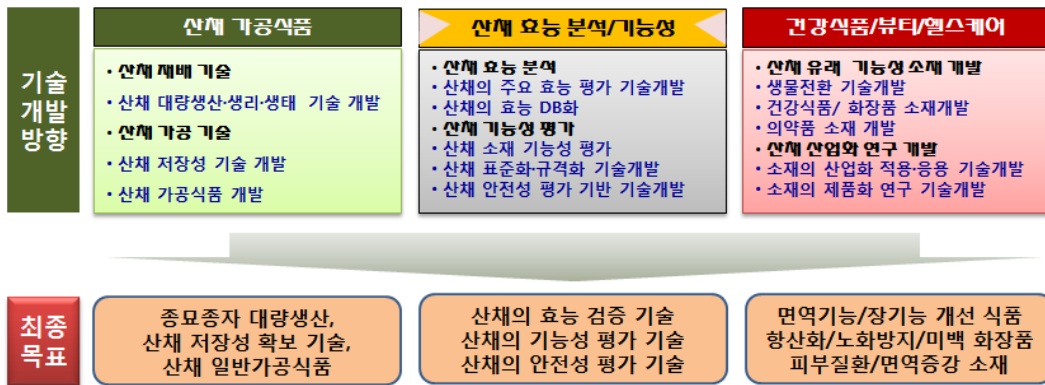 기술
개발
방향
산채 가공식품
· 산채 재배 기술
· 산채 대량생산·생리·생태 기술 개발
· 산채 가공 기술
· 산채 저장성 기술 개발
· 산채 가공식품 개발
산채 효능 분석/기능성
· 산채 효능 분석
· 산채의 주요 효능 평가 기술개발
· 산채의 효능 DB화
· 산채 기능성 평가
· 산채 소재 기능성 평가
· 산채 표준화·규격화 기술개발
· 산채 안전성 평가 기반 기술개발
건강식품/뷰티/헬스케어
· 산채 유래 기능성 소재 개발
· 생물전환 기술개발
· 건강식품/ 화장품 소재개발
· 의약품 소재 개발
· 산채 산업화 연구 개발
· 소재의 산업화 적용·응용 기술개발
· 소재의 제품화 연구 기술개발
최종
목표
종묘종자 대량생산,
산채 저장성 확보 기술,
산채 일반가공식품
산채의 효능 검증 기술
산채의 기능성 평가 기술
산채의 안전성 평가 기술
면역기능/장기능 개선 식품
항산화/노화방지/미백 화장품
피부질환/면역증강 소재